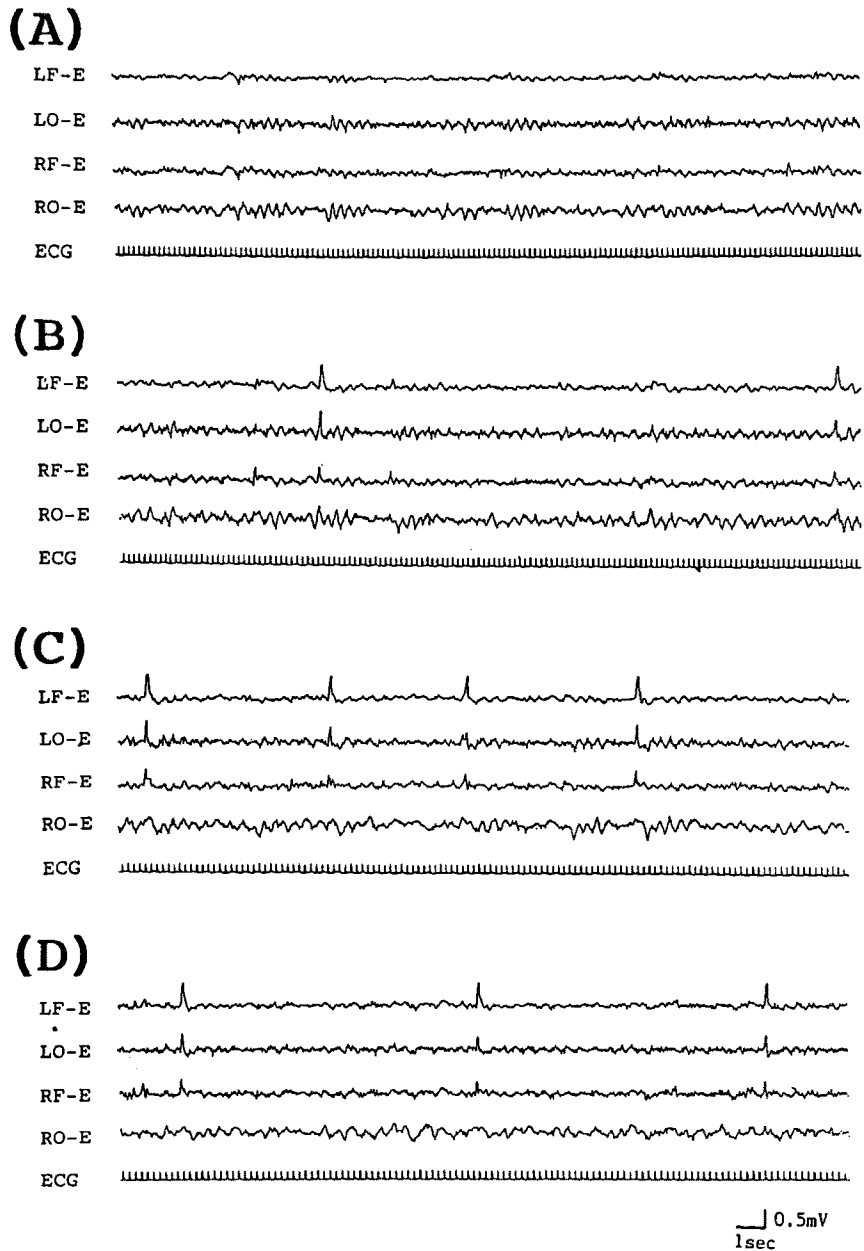 (A)
LF-E
LO-E
RF-E
RO-E
ECG
(B)
LF-E
LO-E
RF-E
RO-E
ECG
(C)
LF-E
LO-E
RF-E
RO-E
ECG
(D)
LF-E
LO-E
RF-E
RO-E
ECG
0.5mV
1sec